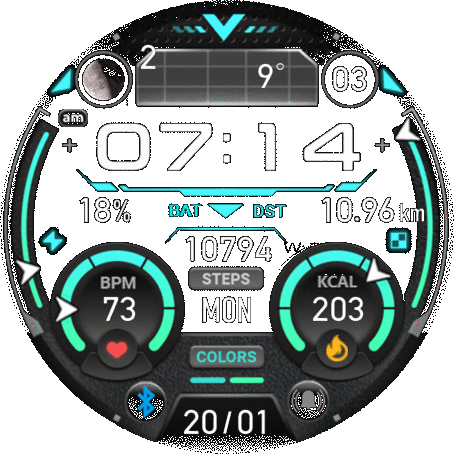 2 9° 03
am
07:14
18% BAT DST 10.96 km
10794
BPM STEPS KCAL
73 MON 203
COLORS
20/01